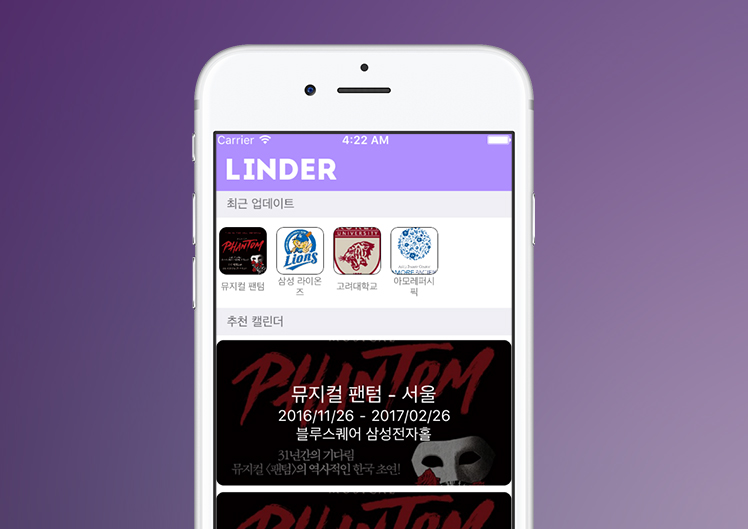 Carrier 4:22 AM
LINDER
최근 업데이트
PHANTOM
Lions
UNIVERSITY
뮤지컬 팬텀
삼성 라이온
즈
고려대학교
아모레퍼시
픽
추천 캘린더
PHANTOM
뮤지컬 팬텀 - 서울
2016/11/26 - 2017/02/26
블루스퀘어 삼성전자홀
31년간의 기다림
뮤지컬 <팬텀>의 역사적인 한국 초연!
PHANTOM